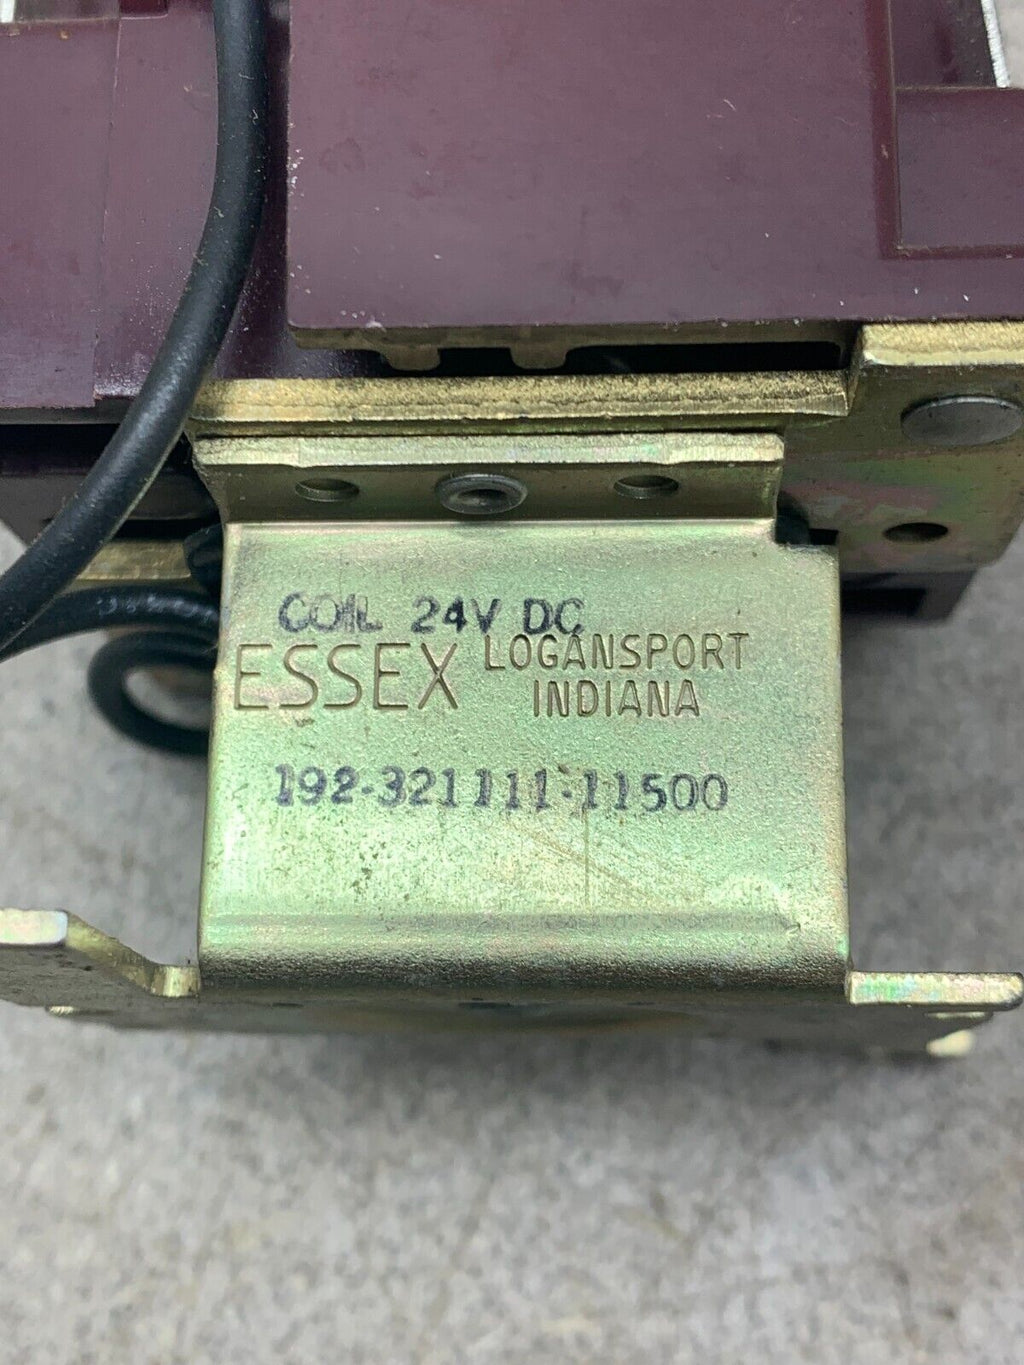 COIL 24V DC
ESSEX LOGANSPORT
INDIANA
192-321111-11500